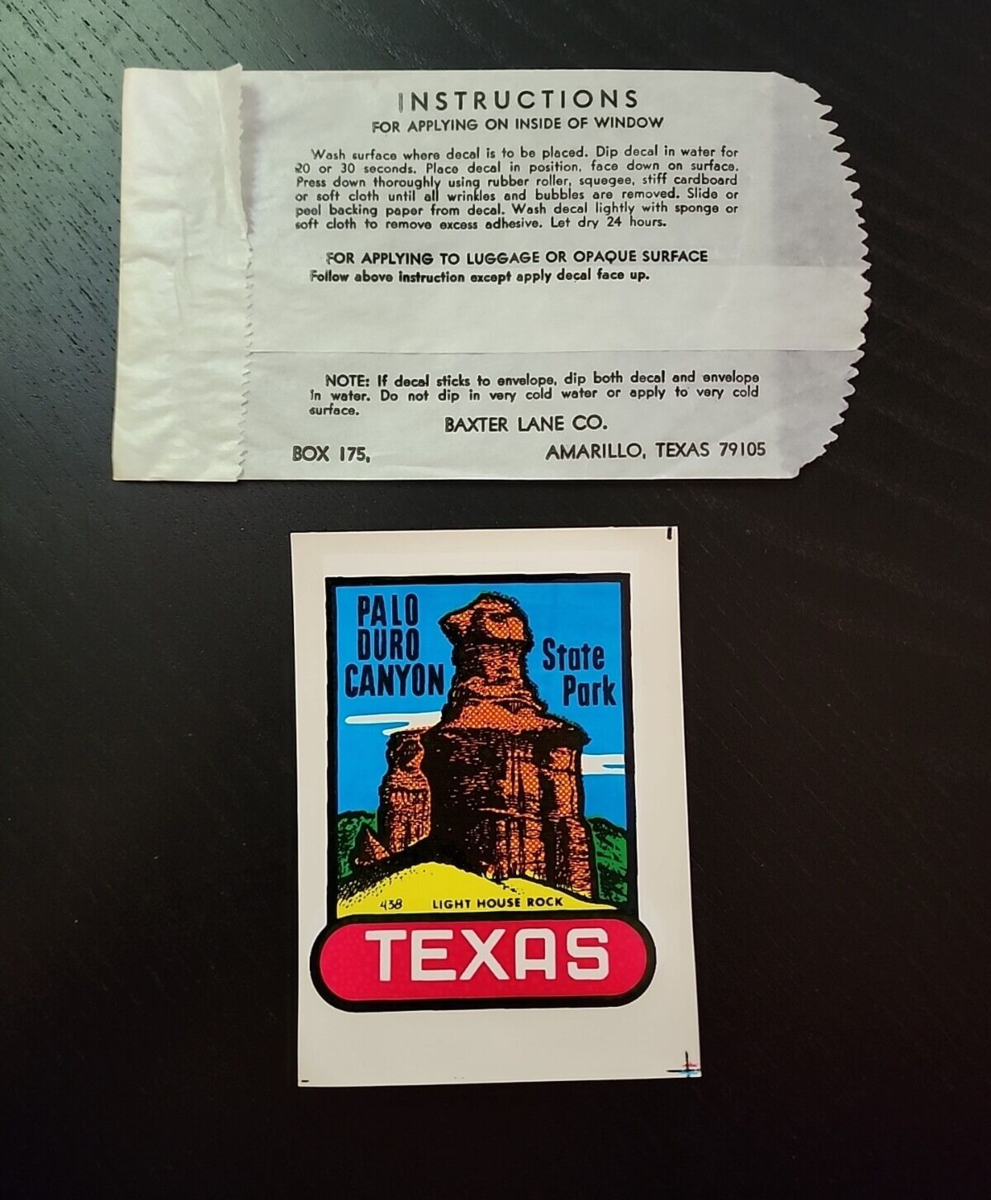 INSTRUCTIONS
FOR APPLYING ON INSIDE OF WINDOW
Wash surface where decal is to be placed. Dip decal in water for
20 or 30 seconds. Place decal in position, face down on surface.
Press down thoroughly using rubber roller, squegee, stiff cardboard
or soft cloth until all wrinkles and bubbles are removed. Slide or
peel backing paper from decal. Wash decal lightly with sponge or
soft cloth to remove excess adhesive. Let dry 24 hours.
FOR APPLYING TO LUGGAGE OR OPAQUE SURFACE
Follow above instruction except apply decal face up.
NOTE: If decal sticks to envelope, dip both decal and envelope
in water. Do not dip in very cold water or apply to very cold
surface.
BAXTER LANE CO.
BOX 175, AMARILLO, TEXAS 79105
PALO
DURO
CANYON
State
Park
438 LIGHT HOUSE ROCK
TEXAS